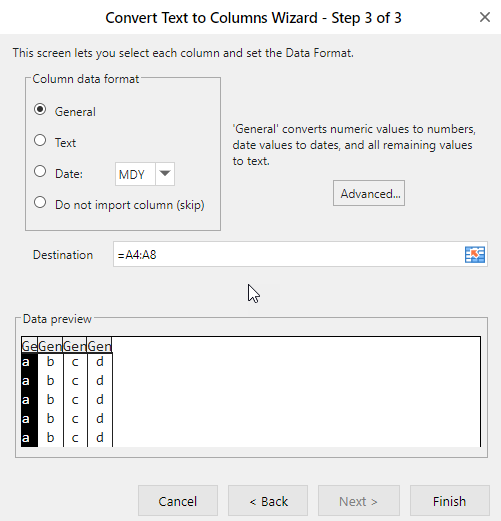 Convert Text to Columns Wizard - Step 3 of 3
This screen lets you select each column and set the Data Format.
Column data format
General
Text
Date: MDY
Do not import column (skip)
'General' converts numeric values to numbers,
date values to dates, and all remaining values
to text.
Advanced...
Destination =A4:A8
Data preview
Ge Gen Gen Gen
a b c d
a b c d
a b c d
a b c d
a b c d
Cancel < Back Next > Finish